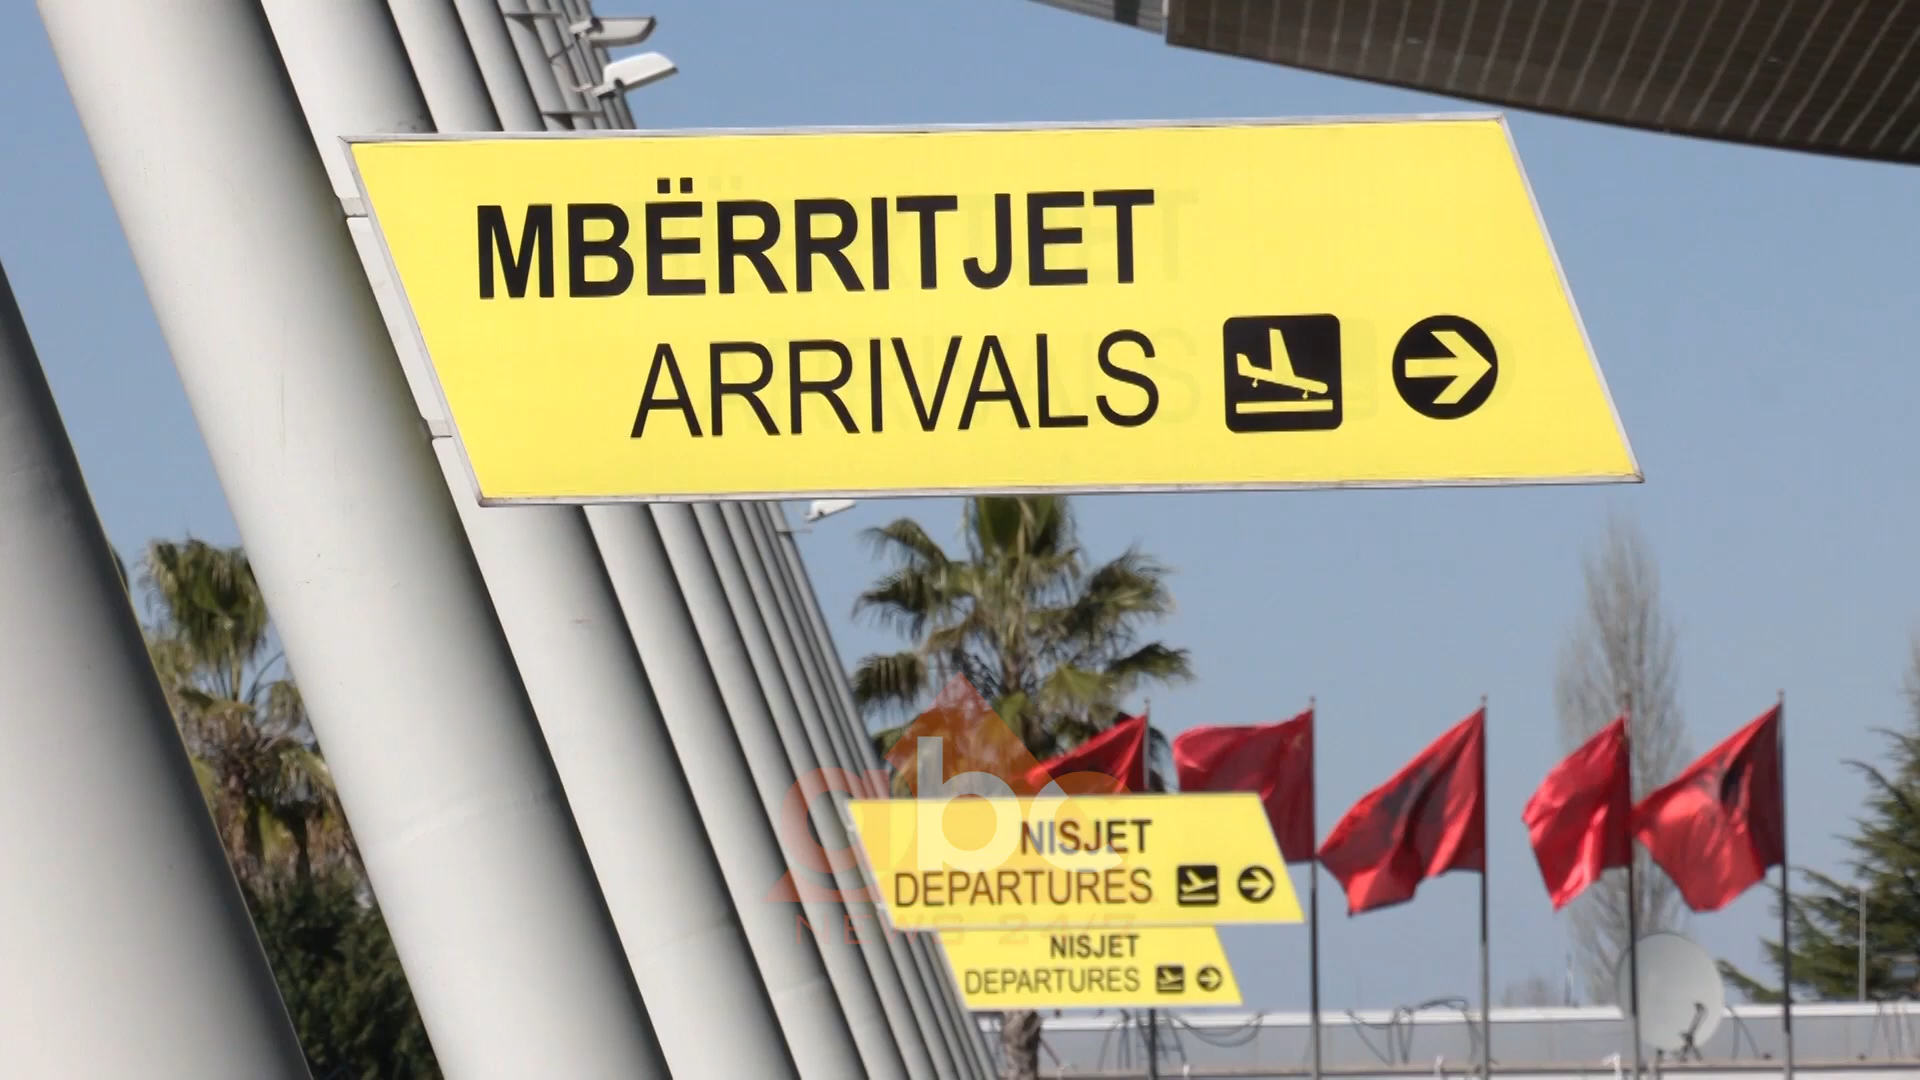 MBËRRITJET
ARRIVALS
NISJET
DEPARTURES
NISJET
DEPARTURES
abc
NEWS 24/7